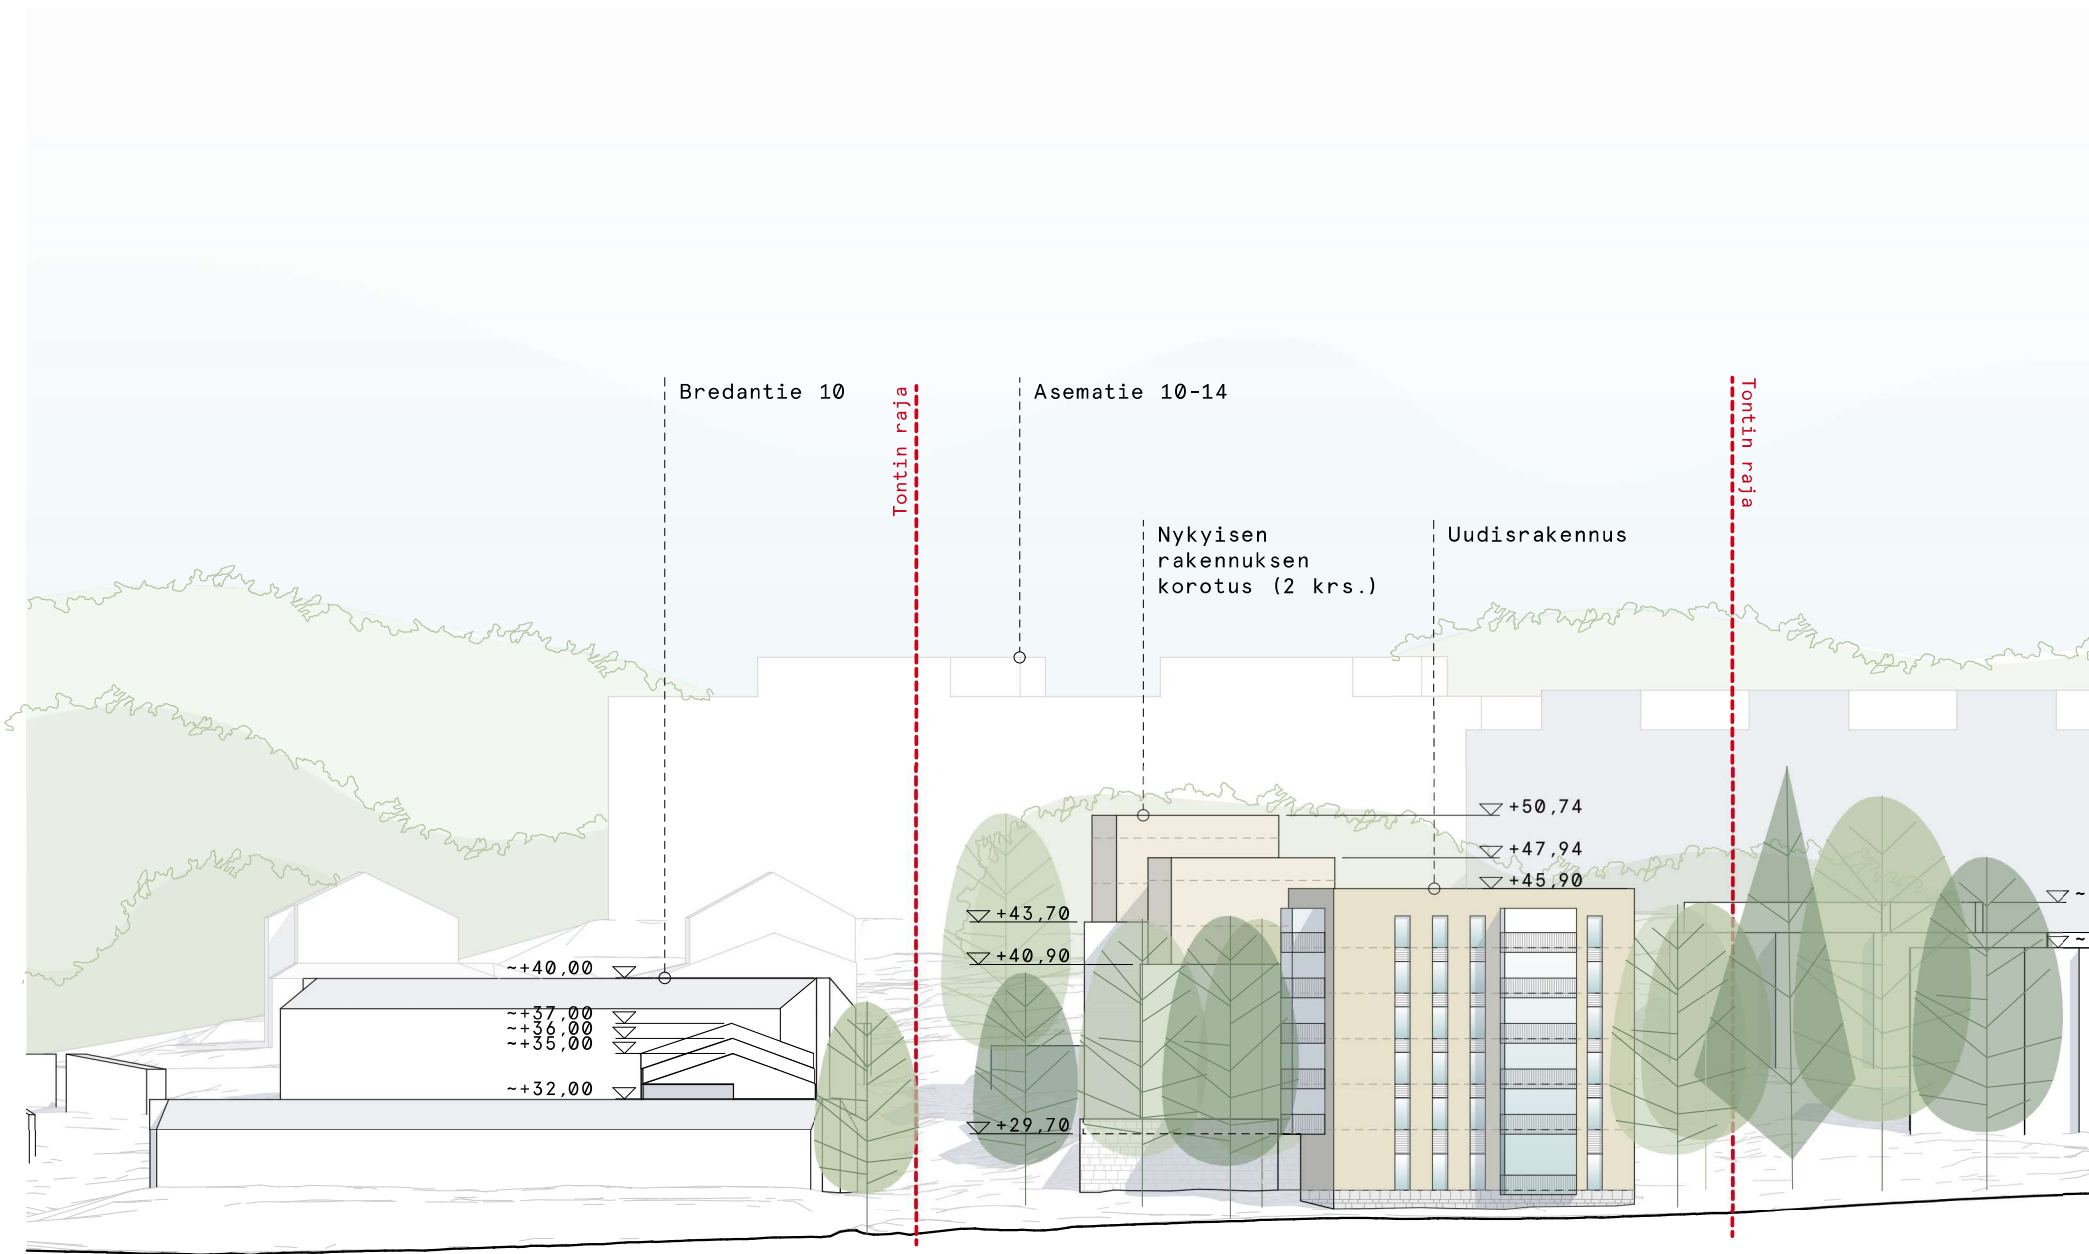 Bredantie 10
Tontin raja
Asematie 10-14
Tontin raja
Nykyisen
rakennuksen
korotus (2 krs.)
Uudisrakennus
+50,74
+47,94
+45,90
+43,70
+40,90
+29,70
~+40,00
~+37,00
~+36,00
~+35,00
~+32,00
~
~